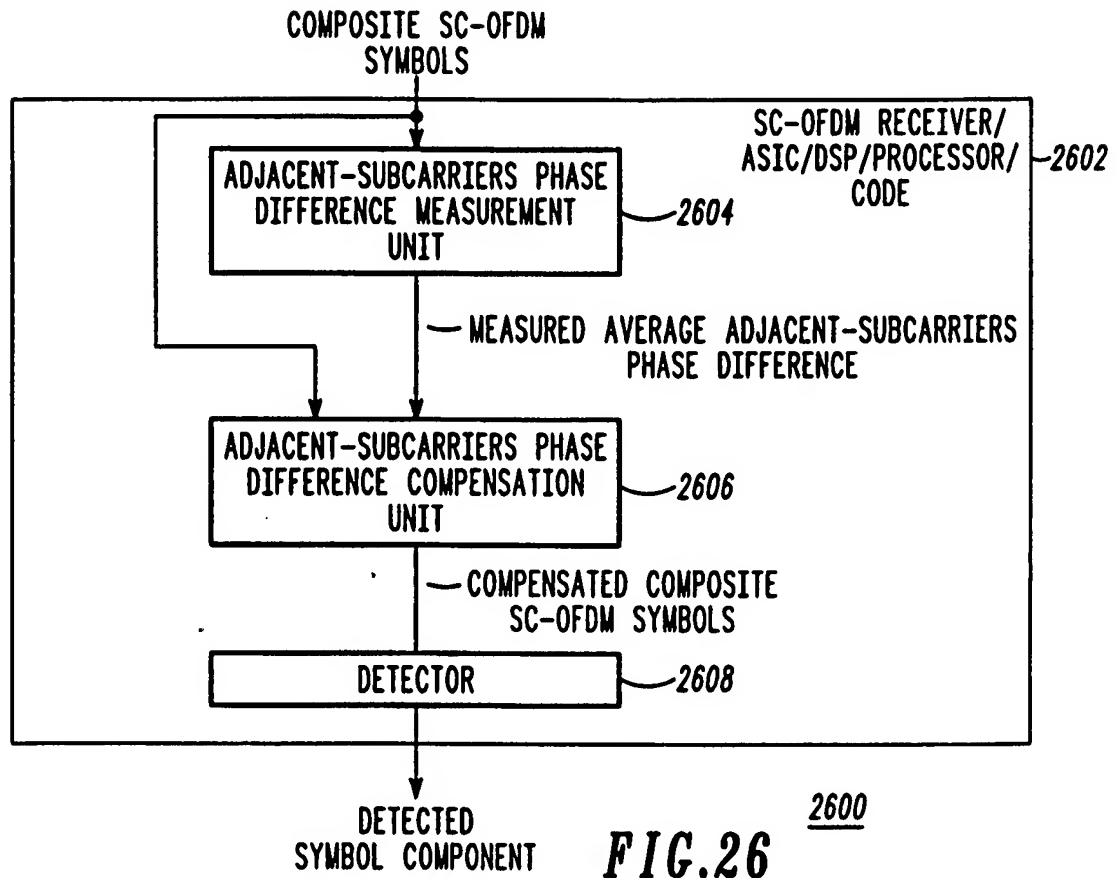 COMPOSITE SC-OFDM
SYMBOLS
SC-OFDM RECEIVER/
ASIC/DSP/PROCESSOR/
CODE
2602
ADJACENT-SUBCARRIERS PHASE
DIFFERENCE MEASUREMENT
UNIT
2604
MEASURED AVERAGE ADJACENT-SUBCARRIERS
PHASE DIFFERENCE
ADJACENT-SUBCARRIERS PHASE
DIFFERENCE COMPENSATION
UNIT
2606
COMPENSATED COMPOSITE
SC-OFDM SYMBOLS
DETECTOR
2608
DETECTED
SYMBOL COMPONENT
2600
FIG.26